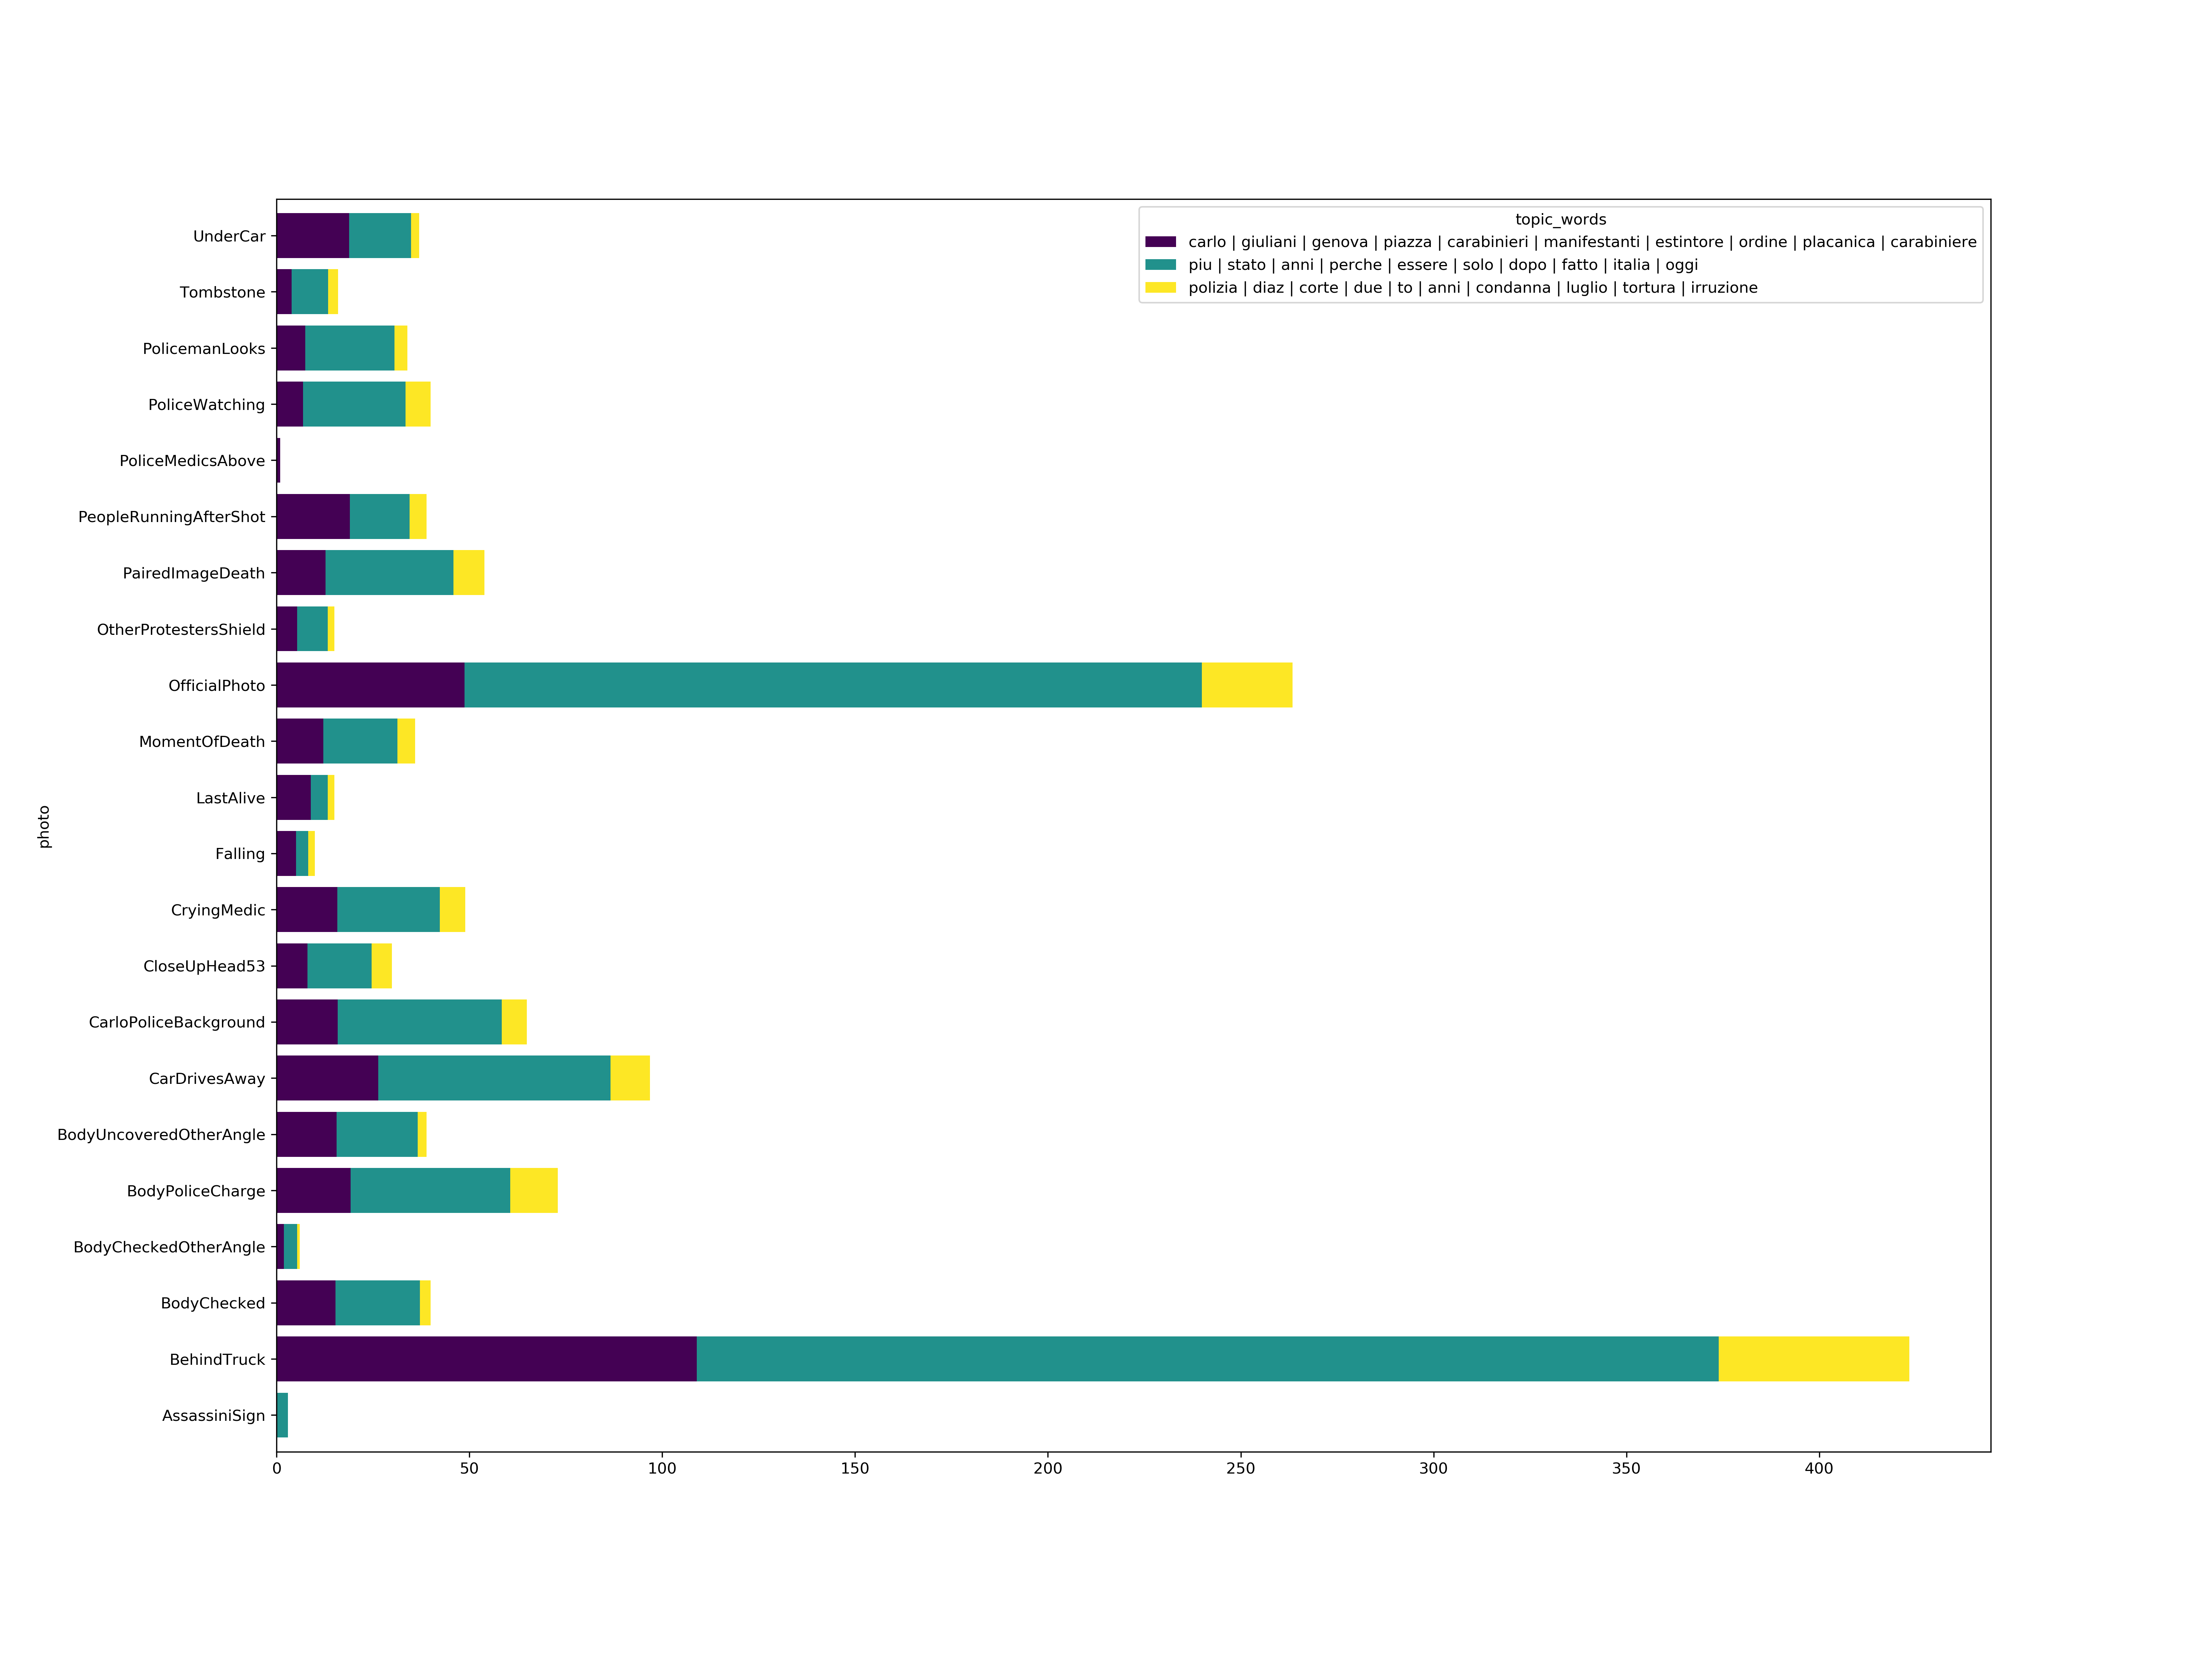 topic_words
carlo | giuliani | genova | piazza | carabinieri | manifestanti | estintore | ordine | placanica | carabiniere
piu | stato | anni | perche | essere | solo | dopo | fatto | italia | oggi
polizia | diaz | corte | due | to | anni | condanna | luglio | tortura | irruzione
photo
UnderCar
Tombstone
PolicemanLooks
PoliceWatching
PoliceMedicsAbove
PeopleRunningAfterShot
PairedImageDeath
OtherProtestersShield
OfficialPhoto
MomentOfDeath
LastAlive
Falling
CryingMedic
CloseUpHead53
CarloPoliceBackground
CarDrivesAway
BodyUncoveredOtherAngle
BodyPoliceCharge
BodyCheckedOtherAngle
BodyChecked
BehindTruck
AssassiniSign
0 50 100 150 200 250 300 350 400